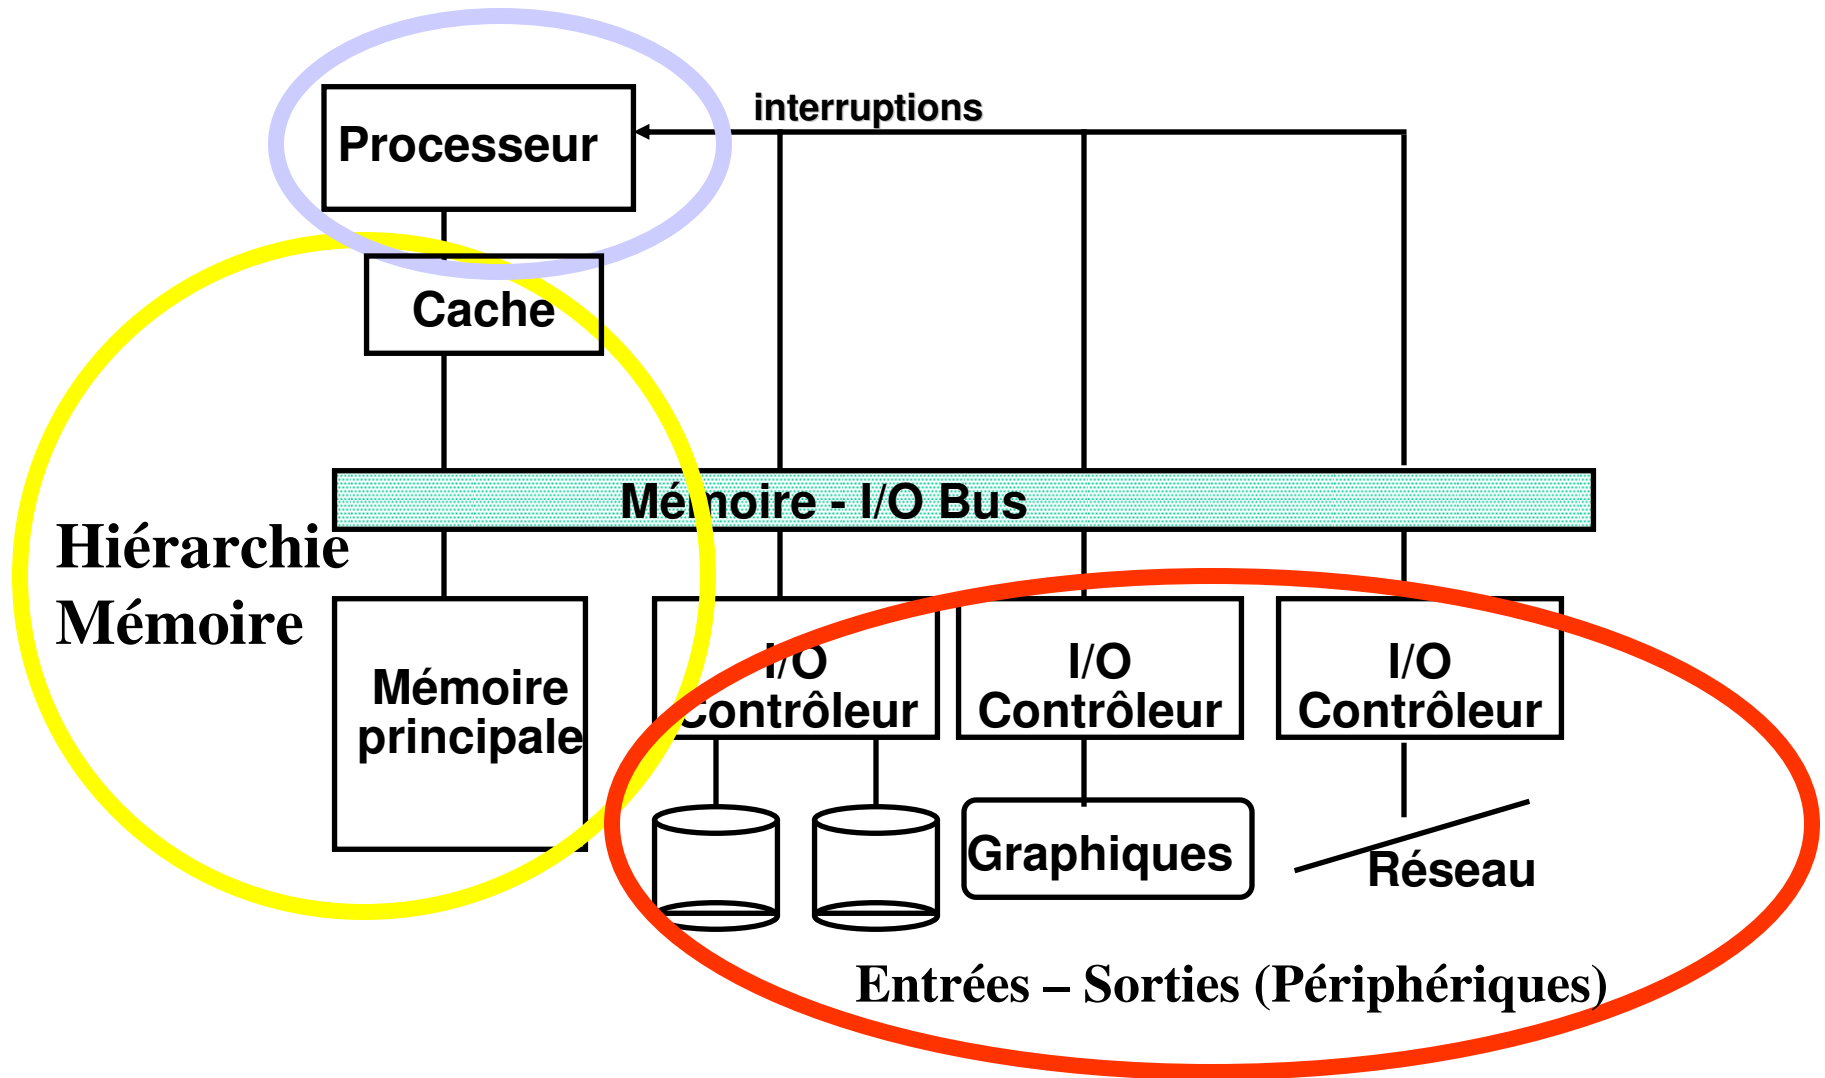 interruptions
Processeur
Cache
Mémoire - I/O Bus
Hiérarchie
Mémoire
Mémoire
principale
I/O
Contrôleur
I/O
Contrôleur
I/O
Contrôleur
Graphiques
Réseau
Entrées – Sorties (Périphériques)